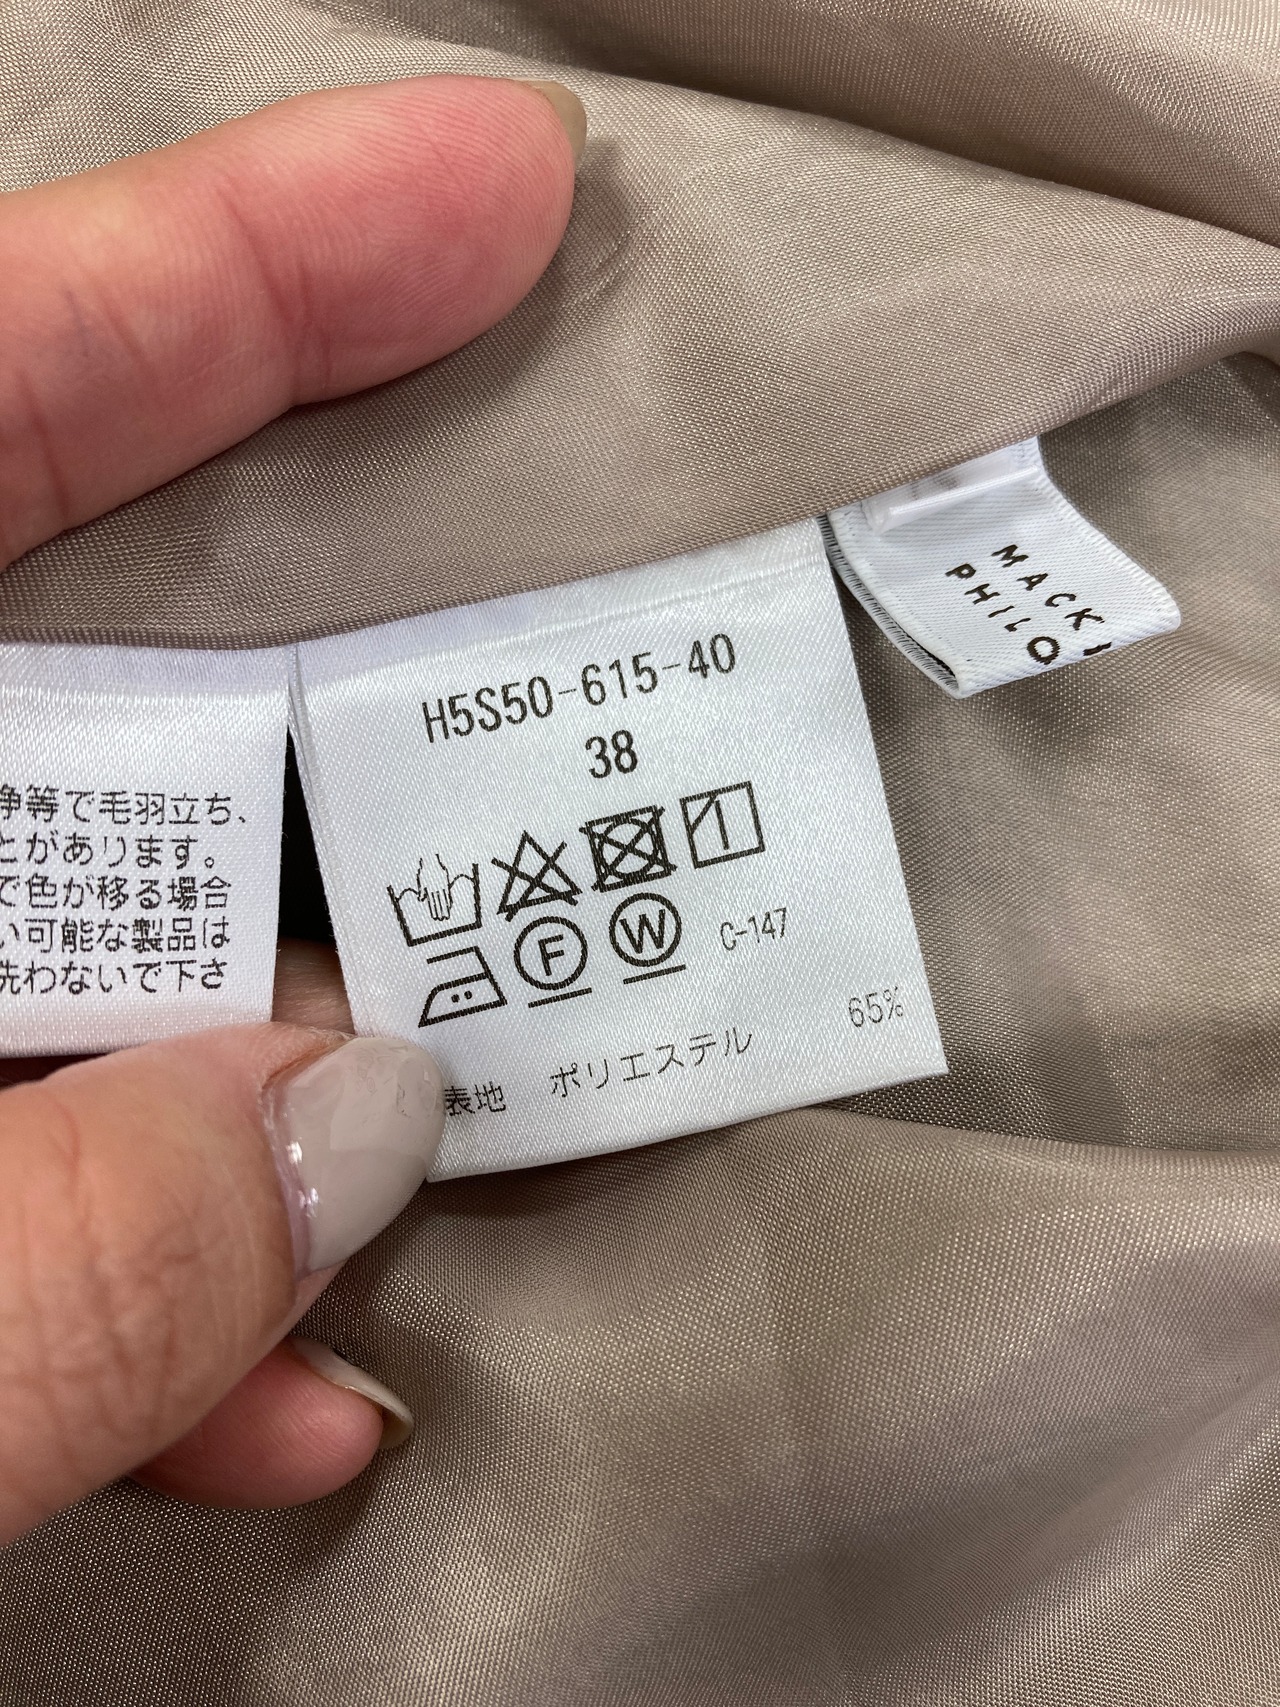 浄等で毛羽立ち、
とがあります。
で色が移る場合
い可能な製品は
洗わないで下さ
H5S50-615-40
38
F
W
C-147
表地 ポリエステル 65%
MACK
PHILO